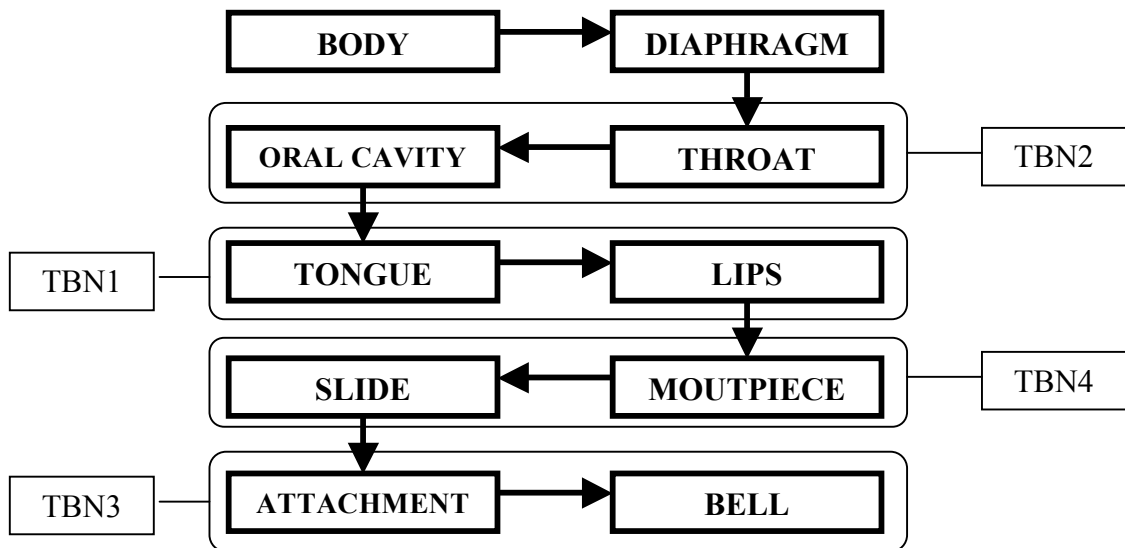 BODY
DIAPHRAGM
ORAL CAVITY
THROAT
TBN2
TBN1
TONGUE
LIPS
SLIDE
MOUTPIECE
TBN4
TBN3
ATTACHMENT
BELL